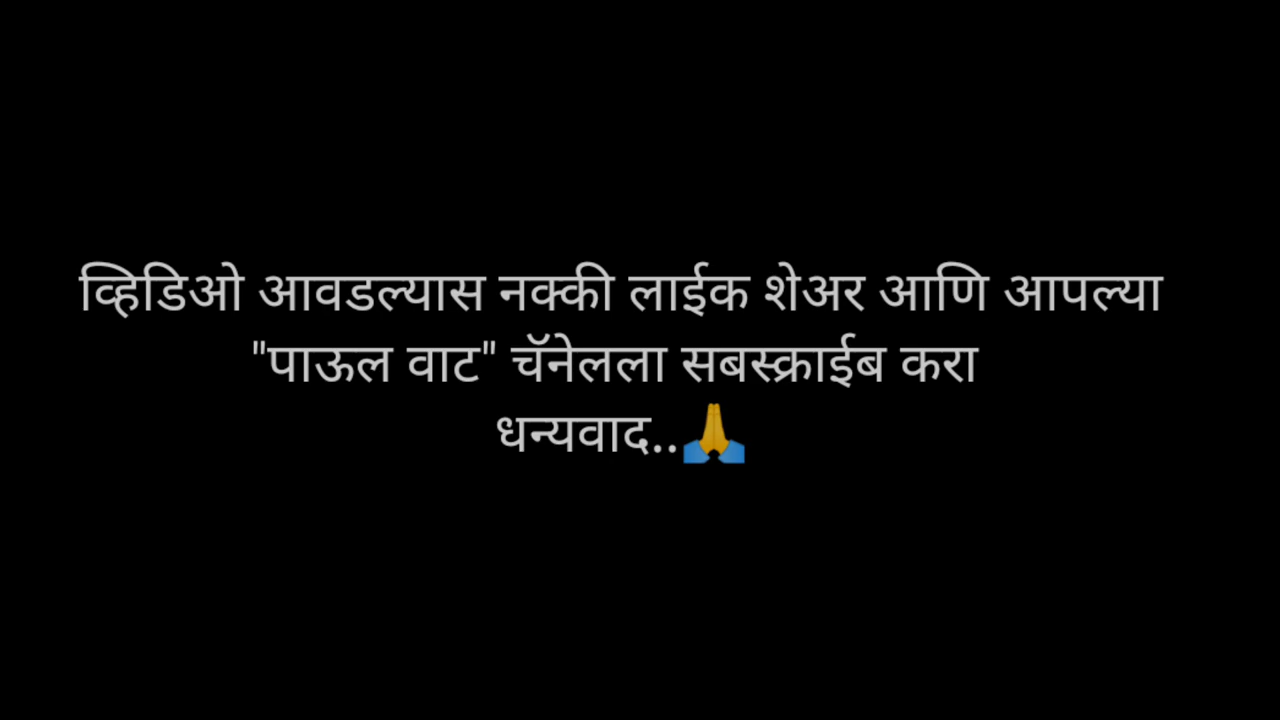 व्हिडिओ आवडल्यास नक्की लाईक शेअर आणि आपल्या
"पाऊल वाट" चॅनेलला सबस्क्राईब करा
धन्यवाद..🙏